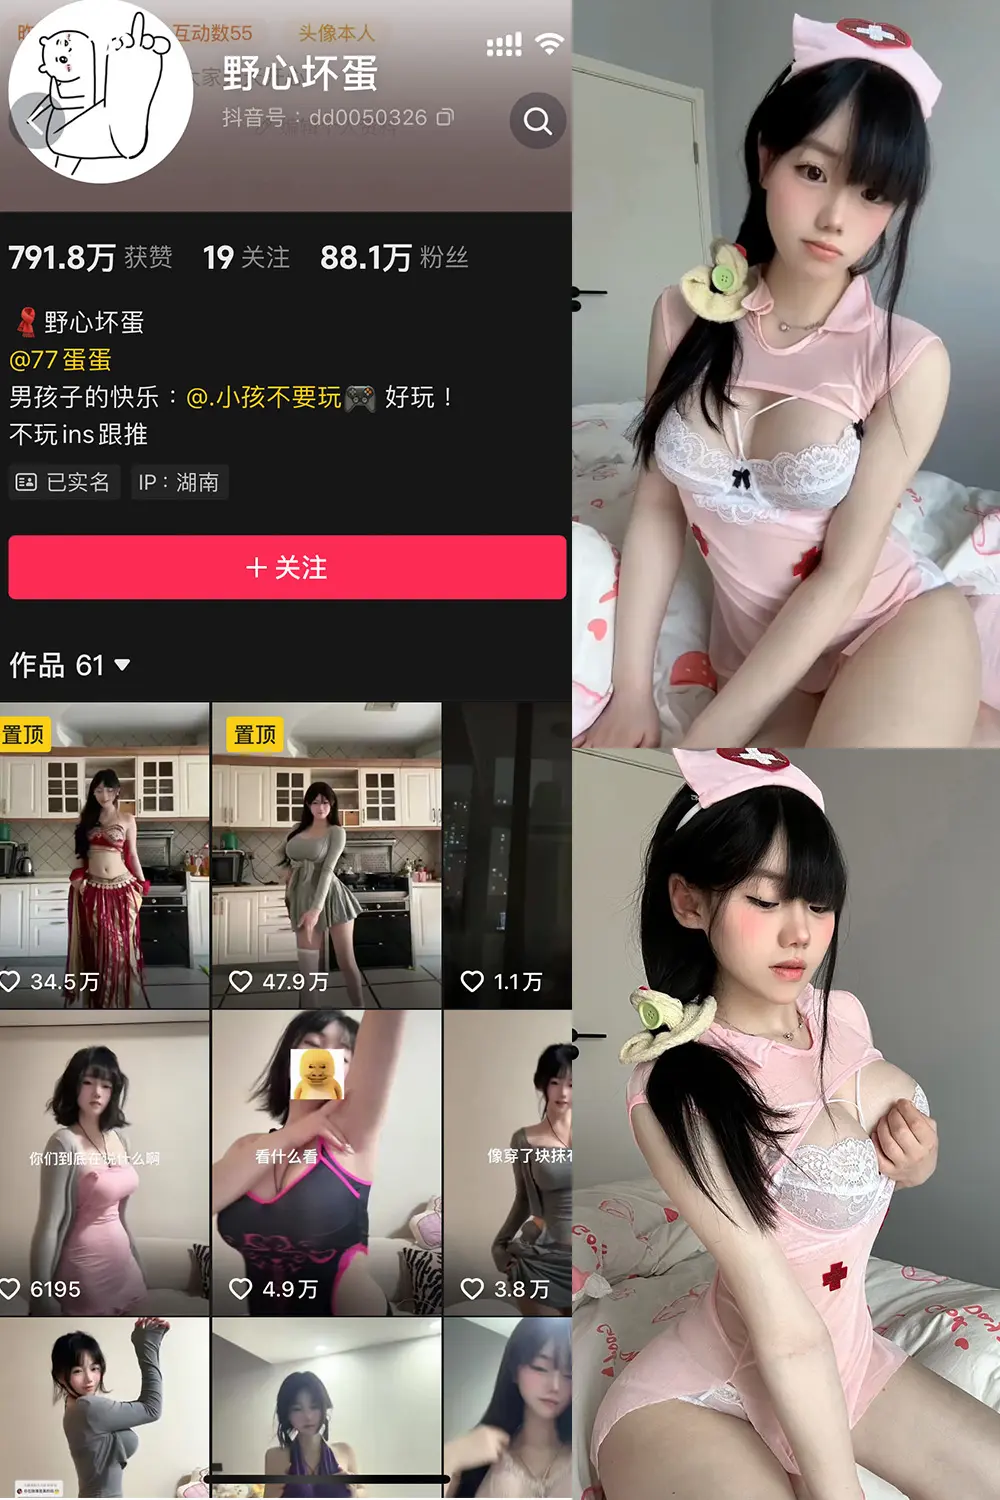 互动数55
头像本人
野心坏蛋
抖音号：dd0050326
791.8万 获赞 19 关注 88.1万 粉丝
野心坏蛋
@77蛋蛋
男孩子的快乐：@.小孩不要玩🎮 好玩！
不玩ins跟推
已实名 IP：湖南
＋关注
作品 61
置顶 置顶
34.5万 47.9万 1.1万
你们到底在说什么啊
看什么看
像穿了块抹布
6195 4.9万 3.8万